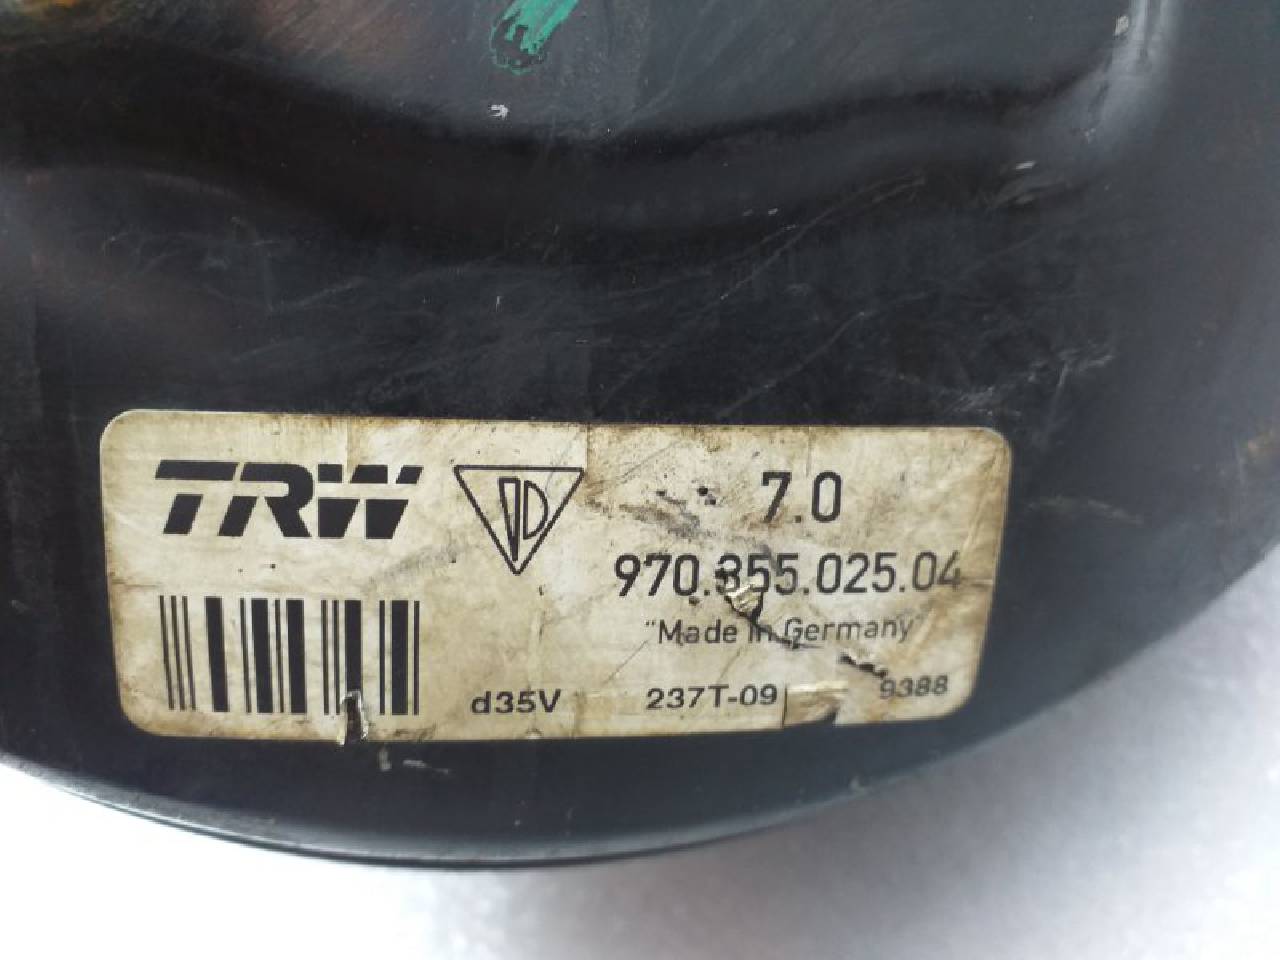 TRW
7.0
970.355.025.04
"Made in Germany"
d35V 237T-09 9388